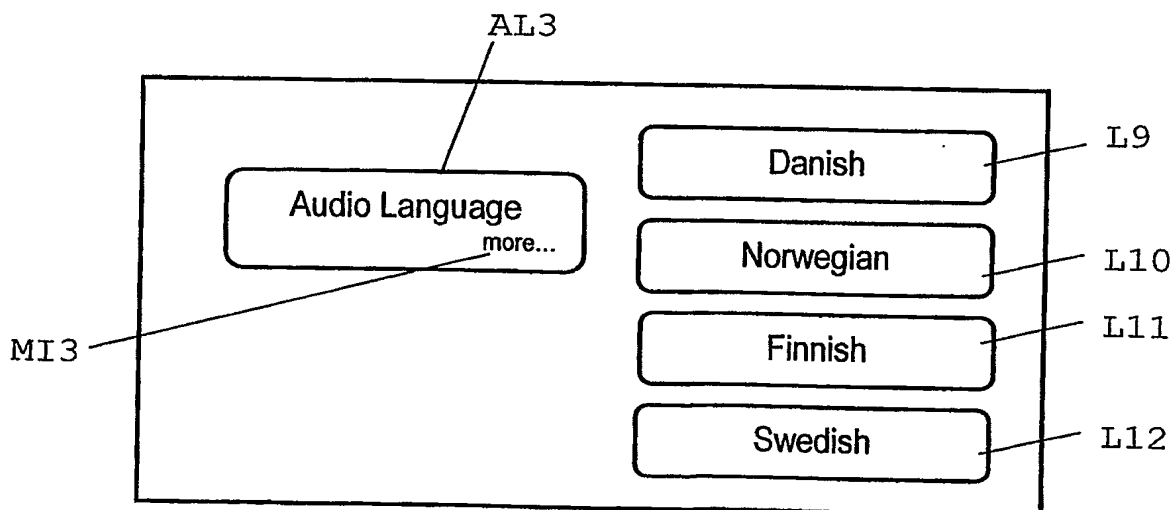 AL3
Danish
L9
Audio Language
more...
Norwegian
L10
MI3
Finnish
L11
Swedish
L12